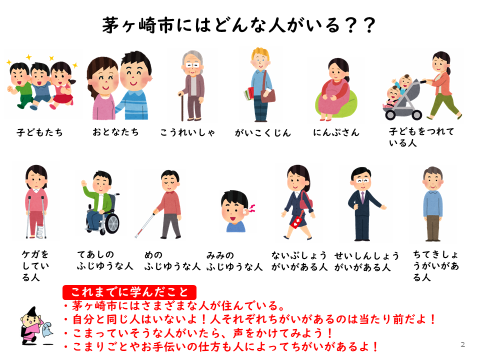 茅ヶ崎市にはどんな人がいる？？
子どもたち
おとなたち
こうれいしゃ
がいこくじん
にんぷさん
子どもをつれて
いる人
ケガを
してい
る人
てあしの
ふじゆうな人
めの
ふじゆうな人
みみの
ふじゆうな人
ないぶしょう
がいがある人
せいしんしょう
がいがある人
ちてきしょ
うがいがあ
る人
これまでに学んだこと
・茅ヶ崎市にはさまざまな人が住んでいる。
・自分と同じ人はいないよ！人それぞれちがいがあるのは当たり前だよ！
・こまっていそうな人がいたら、声をかけてみよう！
・こまりごとやお手伝いの仕方も人によってちがいがあるよ！
2